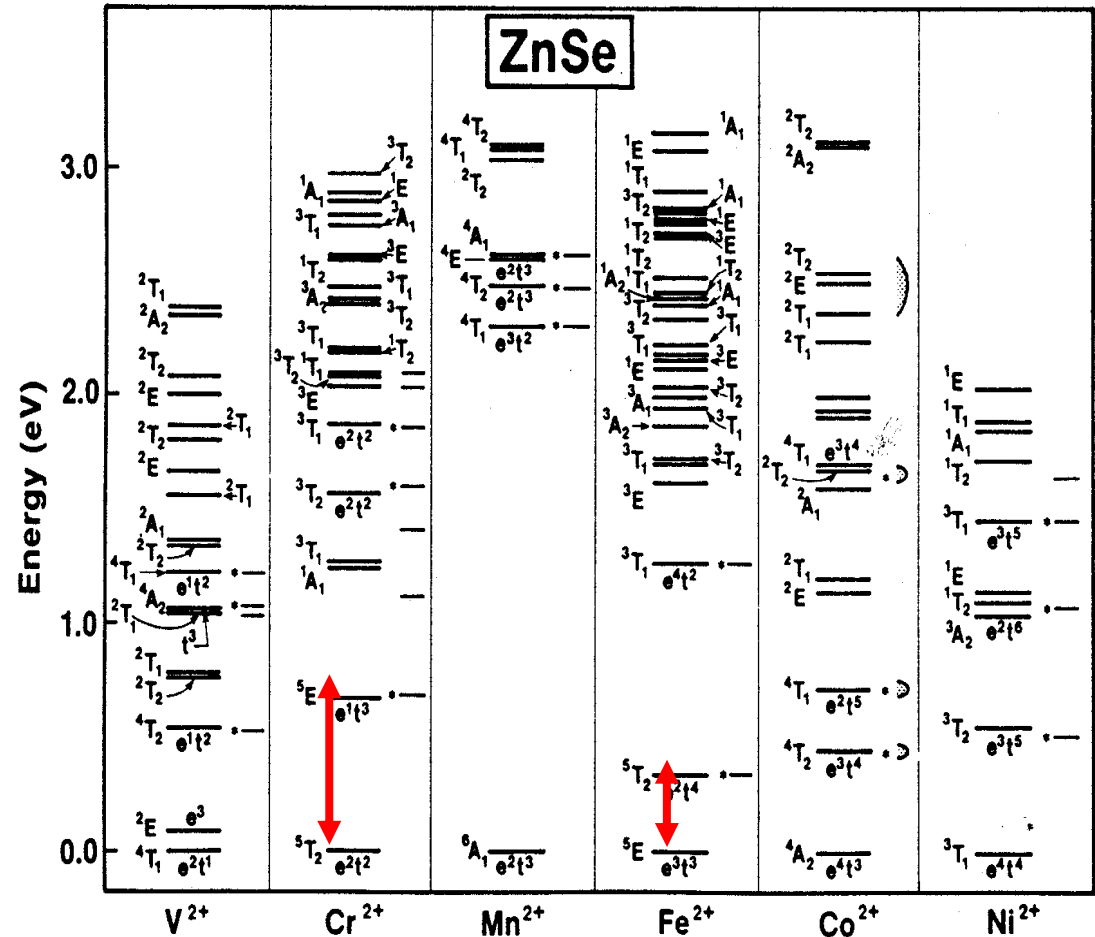 ZnSe
Energy (eV)
3.0
2.0
1.0
0.0
²T₁
²A₂
²T₂
²E
²T₁
²T₂
²E
²T₁
²A₁
²T₂
⁴T₁
e¹t² *
⁴A₂ *
²T₁
t³
²T₁
²T₂
⁴T₂ *
e¹t²
e³
²E
⁴T₁
e²t¹
V²⁺
³T₂
¹A₁ ¹E
³T₁ ³A₁
³E
¹T₂
³T₁
³A₂
³T₂
³T₁ ¹T₂
³T₂ ¹T₁
³E
³T₁ *
e²t²
³T₂ *
e²t²
³T₁
¹A₁
⁵E *
e¹t³
⁵T₂
e²t²
Cr²⁺
⁴T₂
⁴T₁
²T₂
⁴A₁
⁴E *
e²t³
⁴T₂ *
e²t³
⁴T₁ *
e³t²
⁶A₁
e²t³
Mn²⁺
¹A₁
¹E
¹T₁
³T₂ ¹A₁
¹E
¹T₂ ³E
¹T₂
¹T₁ ¹T₂
¹A₂ ¹A₁
³T₂
³T₁
¹E ³E
³T₂
³A₁
³A₂ ³T₁
³T₁ ³T₂
³E
³T₁ *
e⁴t²
⁵T₂ *
e²t⁴
⁵E
e³t³
Fe²⁺
²T₂
²A₂
²T₂
²E
²T₁
²T₁
⁴T₁ e³t⁴
²T₂ *
²A₁
²T₁
²E
⁴T₁ *
e²t⁵
⁴T₂ *
e³t⁴
⁴A₂
e⁴t³
Co²⁺
¹E
¹T₁
¹A₁
¹T₂
³T₁ *
e³t⁵
¹E
¹T₂ *
³A₂ e²t⁶
³T₂ *
e³t⁵
³T₁
e⁴t⁴
Ni²⁺